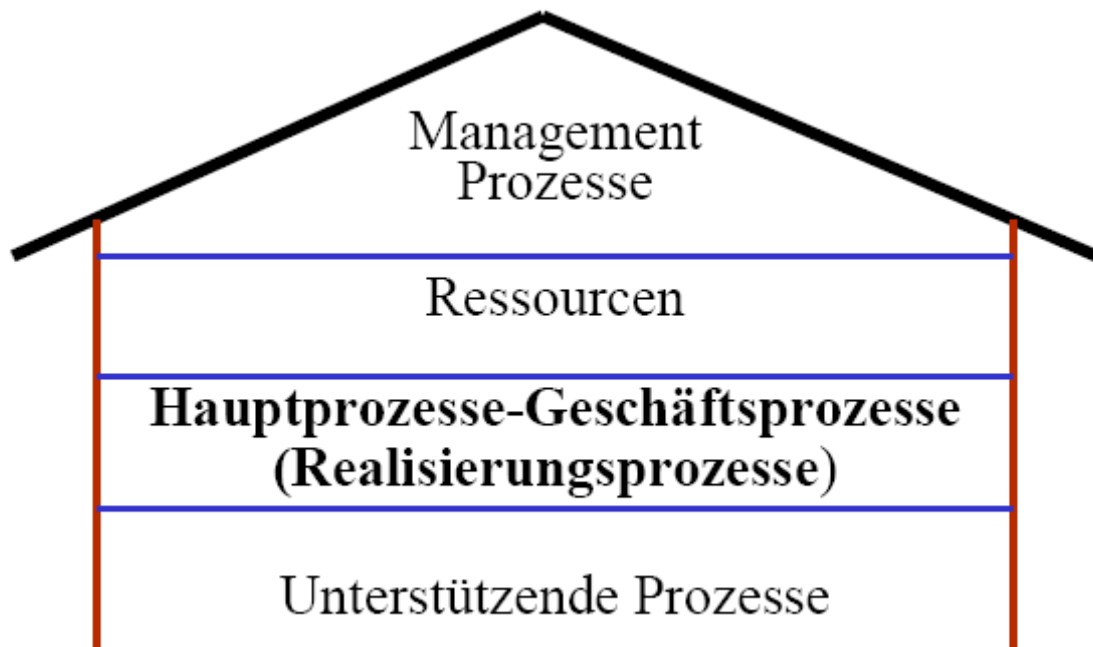 Management
Prozesse
Ressourcen
Hauptprozesse-Geschäftsprozesse
(Realisierungsprozesse)
Unterstützende Prozesse